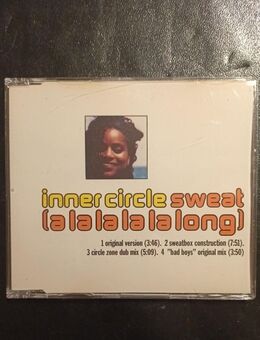 inner circle sweat
(a la la la la long)
1 original version (3:46). 2 sweatbox construction (7:51).
3 circle zone dub mix (5:09). 4 "bad boys" original mix (3:50)